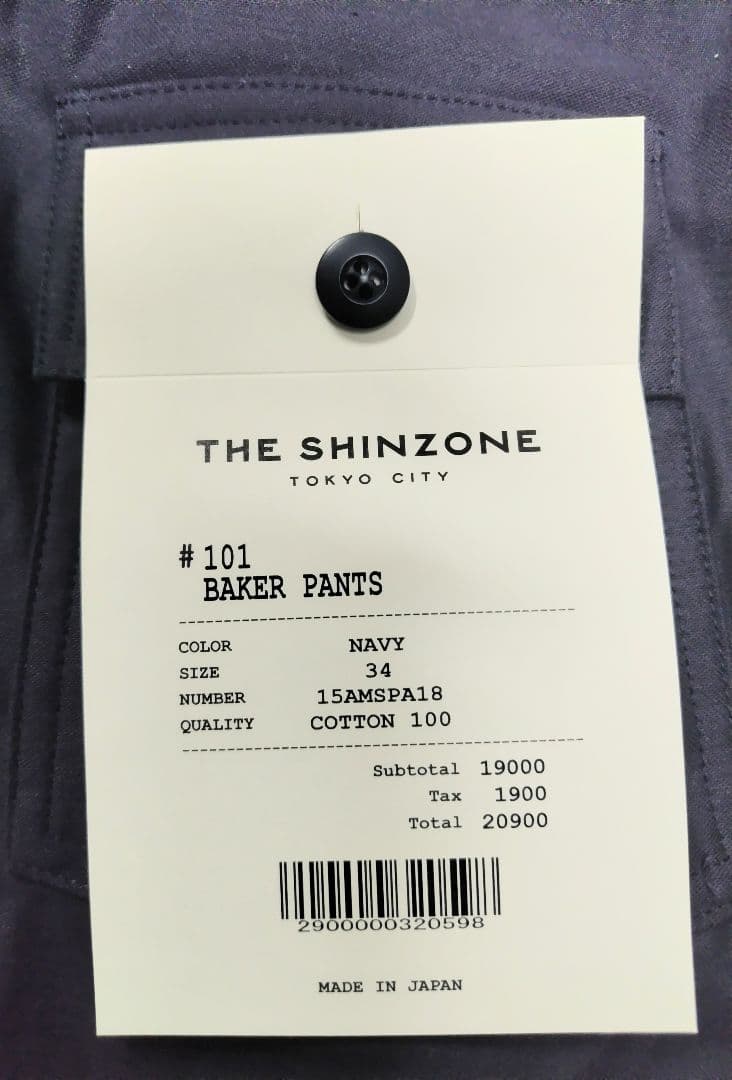 THE SHINZONE
TOKYO CITY
# 101
BAKER PANTS
COLOR NAVY
SIZE 34
NUMBER 15AMSPA18
QUALITY COTTON 100
Subtotal 19000
Tax 1900
Total 20900
2900000320598
MADE IN JAPAN